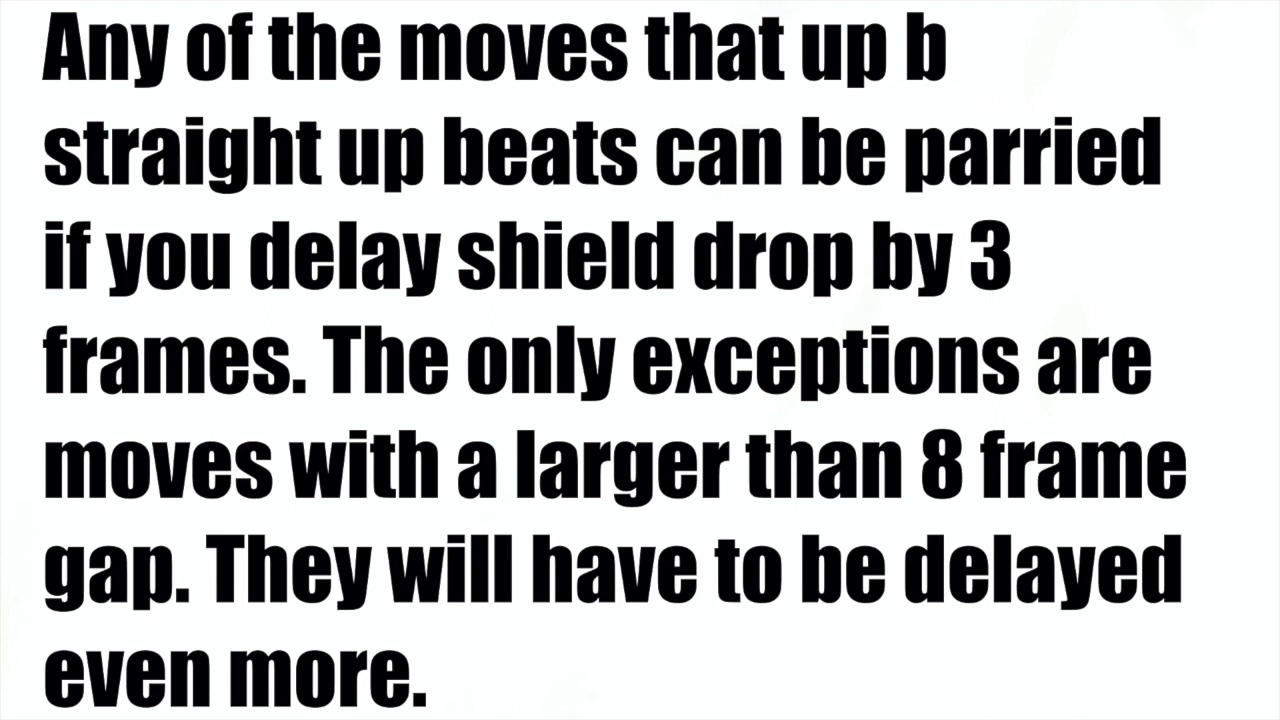 Any of the moves that up b
straight up beats can be parried
if you delay shield drop by 3
frames. The only exceptions are
moves with a larger than 8 frame
gap. They will have to be delayed
even more.